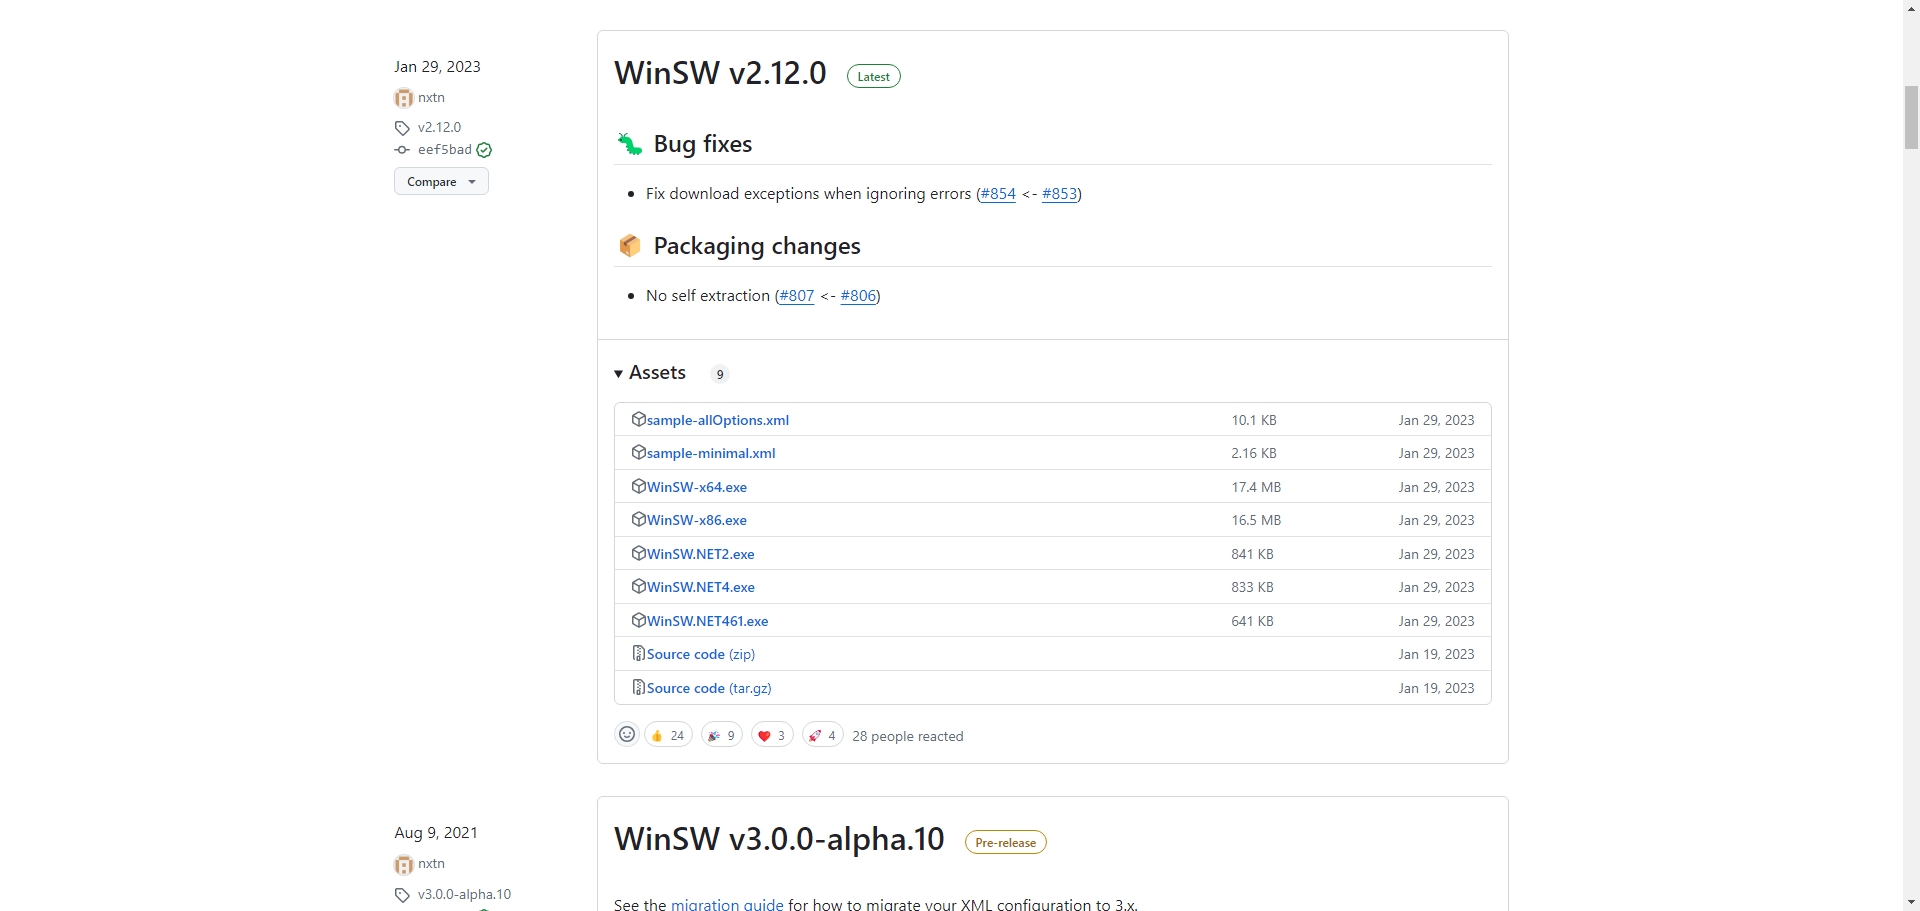 Jan 29, 2023
nxtn
v2.12.0
eef5bad
Compare
WinSW v2.12.0 Latest
Bug fixes
Fix download exceptions when ignoring errors (#854 <- #853)
Packaging changes
No self extraction (#807 <- #806)
Assets 9
sample-allOptions.xml 10.1 KB Jan 29, 2023
sample-minimal.xml 2.16 KB Jan 29, 2023
WinSW-x64.exe 17.4 MB Jan 29, 2023
WinSW-x86.exe 16.5 MB Jan 29, 2023
WinSW.NET2.exe 841 KB Jan 29, 2023
WinSW.NET4.exe 833 KB Jan 29, 2023
WinSW.NET461.exe 641 KB Jan 29, 2023
Source code (zip) Jan 19, 2023
Source code (tar.gz) Jan 19, 2023
24 9 3 4 28 people reacted
Aug 9, 2021
nxtn
v3.0.0-alpha.10
WinSW v3.0.0-alpha.10 Pre-release
See the migration guide for how to migrate your XML configuration to 3.x.